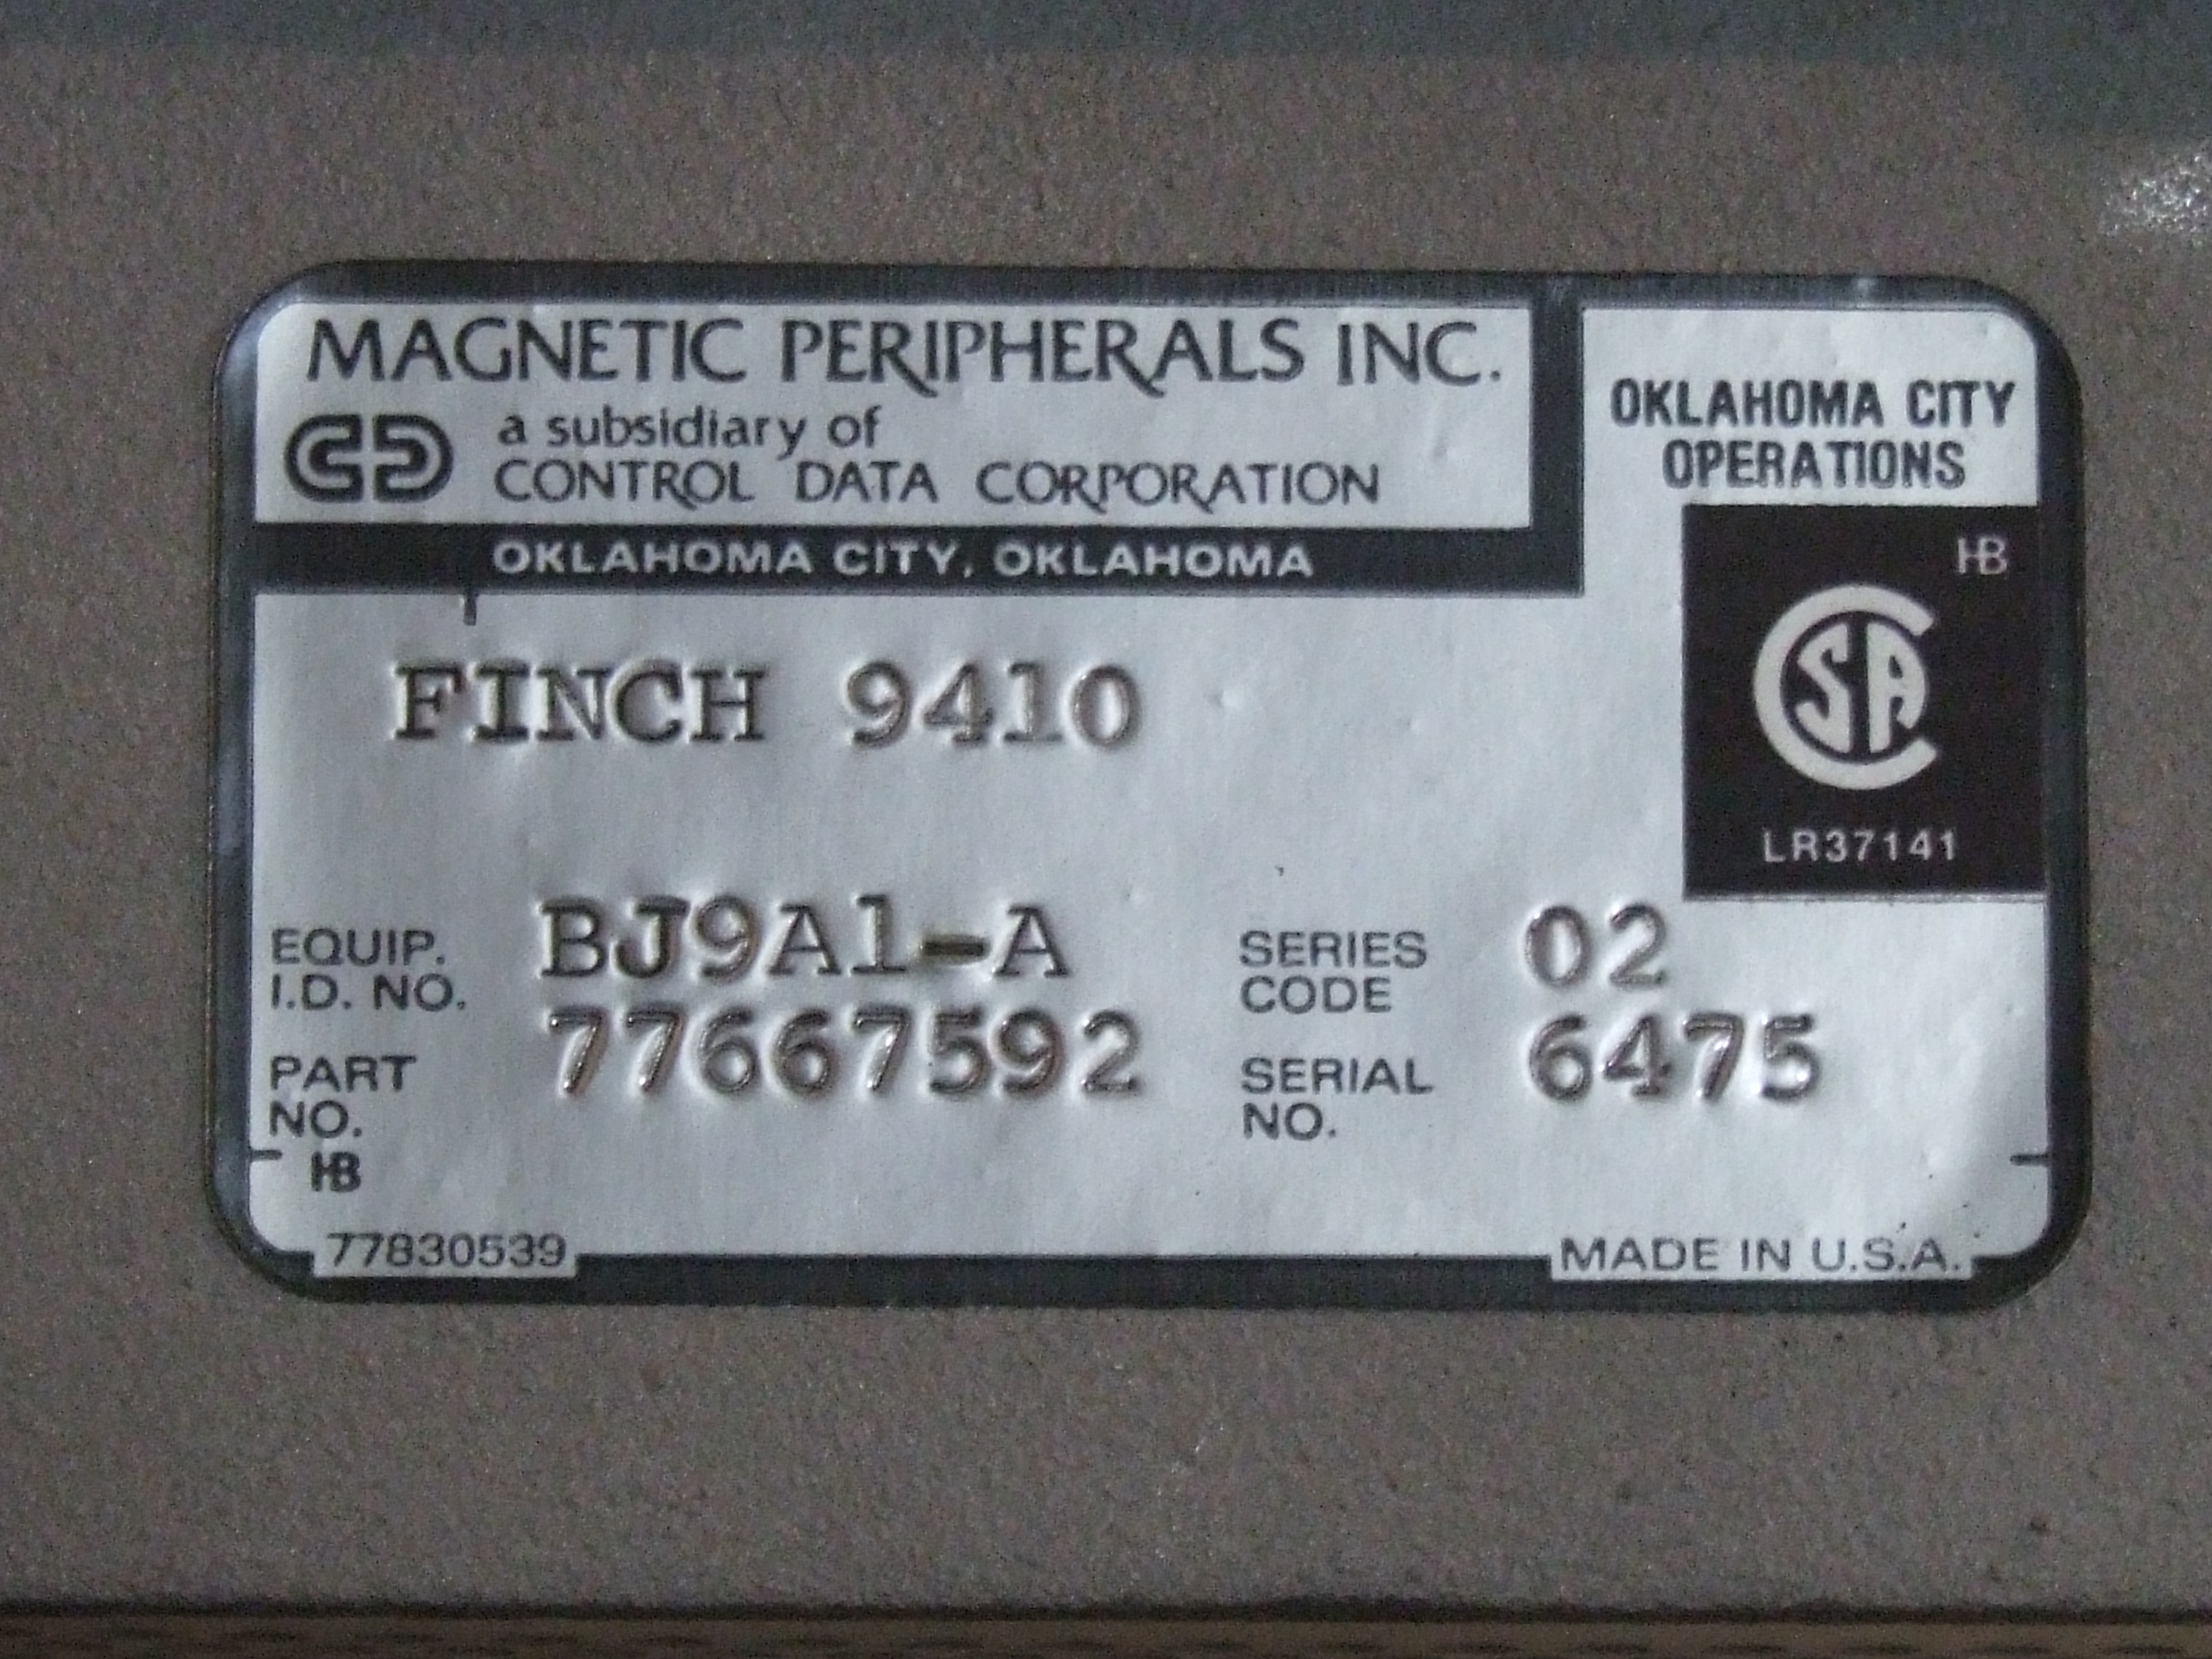 MAGNETIC PERIPHERALS INC.
a subsidiary of
CONTROL DATA CORPORATION
OKLAHOMA CITY, OKLAHOMA
OKLAHOMA CITY
OPERATIONS
HB
CSA
LR37141
FINCH 9410
EQUIP.
I.D. NO.
BJ9A1-A
SERIES
CODE
02
PART
NO.
77667592
SERIAL
NO.
6475
HB
77830539
MADE IN U.S.A.